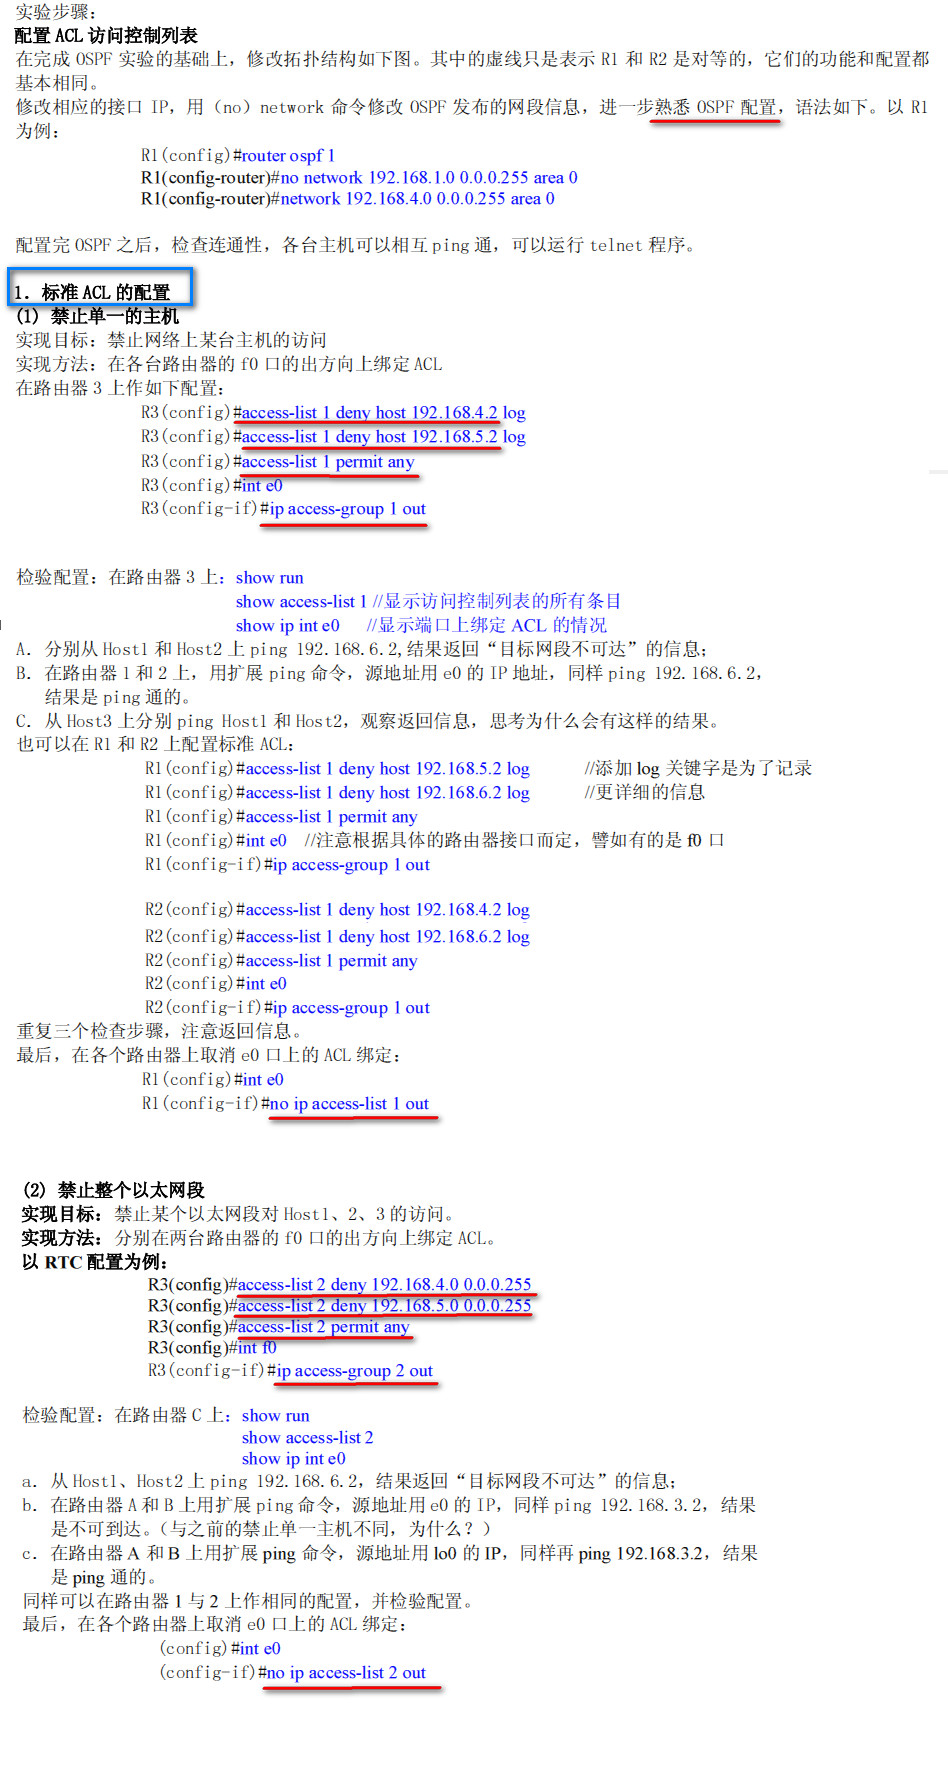 实验步骤：
配置 ACL 访问控制列表
在完成 OSPF 实验的基础上，修改拓扑结构如下图。其中的虚线只是表示 R1 和 R2 是对等的，它们的功能和配置都
基本相同。
修改相应的接口 IP，用（no）network 命令修改 OSPF 发布的网段信息，进一步熟悉 OSPF 配置，语法如下。以 R1
为例：
R1(config)#router ospf 1
R1(config-router)#no network 192.168.1.0 0.0.0.255 area 0
R1(config-router)#network 192.168.4.0 0.0.0.255 area 0
配置完 OSPF 之后，检查连通性，各台主机可以相互 ping 通，可以运行 telnet 程序。
1．标准 ACL 的配置
(1) 禁止单一的主机
实现目标：禁止网络上某台主机的访问
实现方法：在各台路由器的 f0 口的出方向上绑定 ACL
在路由器 3 上作如下配置：
R3(config)#access-list 1 deny host 192.168.4.2 log
R3(config)#access-list 1 deny host 192.168.5.2 log
R3(config)#access-list 1 permit any
R3(config)#int e0
R3(config-if)#ip access-group 1 out
检验配置：在路由器 3 上：show run
show access-list 1 //显示访问控制列表的所有条目
show ip int e0 //显示端口上绑定 ACL 的情况
A．分别从 Host1 和 Host2 上 ping 192.168.6.2,结果返回“目标网段不可达”的信息；
B．在路由器 1 和 2 上，用扩展 ping 命令，源地址用 e0 的 IP 地址，同样 ping 192.168.6.2，
结果是 ping 通的。
C．从 Host3 上分别 ping Host1 和 Host2，观察返回信息，思考为什么会有这样的结果。
也可以在 R1 和 R2 上配置标准 ACL：
R1(config)#access-list 1 deny host 192.168.5.2 log //添加 log 关键字是为了记录
R1(config)#access-list 1 deny host 192.168.6.2 log //更详细的信息
R1(config)#access-list 1 permit any
R1(config)#int e0 //注意根据具体的路由器接口而定，譬如有的是 f0 口
R1(config-if)#ip access-group 1 out
R2(config)#access-list 1 deny host 192.168.4.2 log
R2(config)#access-list 1 deny host 192.168.6.2 log
R2(config)#access-list 1 permit any
R2(config)#int e0
R2(config-if)#ip access-group 1 out
重复三个检查步骤，注意返回信息。
最后，在各个路由器上取消 e0 口上的 ACL 绑定：
R1(config)#int e0
R1(config-if)#no ip access-list 1 out
(2) 禁止整个以太网段
实现目标：禁止某个以太网段对 Host1、2、3 的访问。
实现方法：分别在两台路由器的 f0 口的出方向上绑定 ACL。
以 RTC 配置为例：
R3(config)#access-list 2 deny 192.168.4.0 0.0.0.255
R3(config)#access-list 2 deny 192.168.5.0 0.0.0.255
R3(config)#access-list 2 permit any
R3(config)#int f0
R3(config-if)#ip access-group 2 out
检验配置：在路由器 C 上：show run
show access-list 2
show ip int e0
a．从 Host1、Host2 上 ping 192.168.6.2，结果返回“目标网段不可达”的信息；
b．在路由器 A 和 B 上用扩展 ping 命令，源地址用 e0 的 IP，同样 ping 192.168.3.2，结果
是不可到达。（与之前的禁止单一主机不同，为什么？）
c．在路由器 A 和 B 上用扩展 ping 命令，源地址用 lo0 的 IP，同样再 ping 192.168.3.2，结果
是 ping 通的。
同样可以在路由器 1 与 2 上作相同的配置，并检验配置。
最后，在各个路由器上取消 e0 口上的 ACL 绑定：
(config)#int e0
(config-if)#no ip access-list 2 out